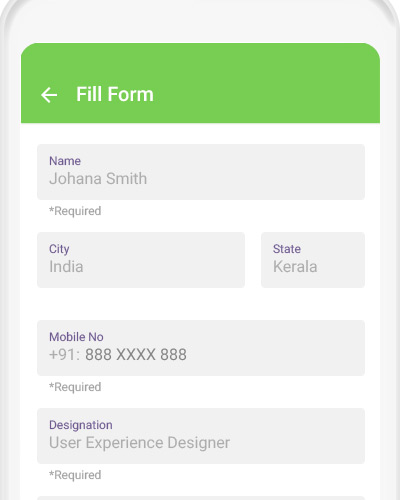 Fill Form
Name
Johana Smith
*Required
City
India
State
Kerala
Mobile No
+91: 888 XXXX 888
*Required
Designation
User Experience Designer
*Required